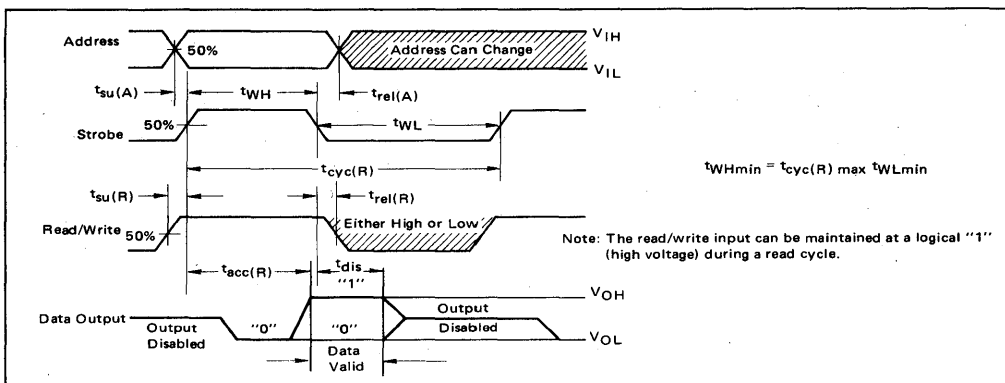 Address
50%
Address Can Change
VIH
VIL
tsu(A)
tWH
trel(A)
Strobe
50%
tWL
tcyc(R)
tWHmin = tcyc(R) max tWLmin
tsu(R)
trel(R)
Read/Write
50%
Either High or Low
Note: The read/write input can be maintained at a logical "1"
(high voltage) during a read cycle.
tacc(R)
tdis
"1"
VOH
Data Output
Output
Disabled
"0"
"0"
Output
Disabled
VOL
Data
Valid